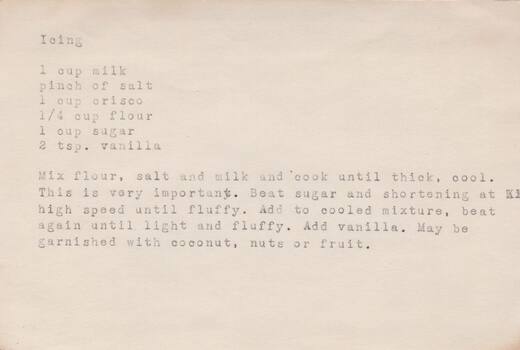 Icing
1 cup milk
pinch of salt
1 cup crisco
1/4 cup flour
1 cup sugar
2 tsp. vanilla
Mix flour, salt and milk and cook until thick, cool.
This is very important. Beat sugar and shortening at
high speed until fluffy. Add to cooled mixture, beat
again until light and fluffy. Add vanilla. May be
garnished with coconut, nuts or fruit.